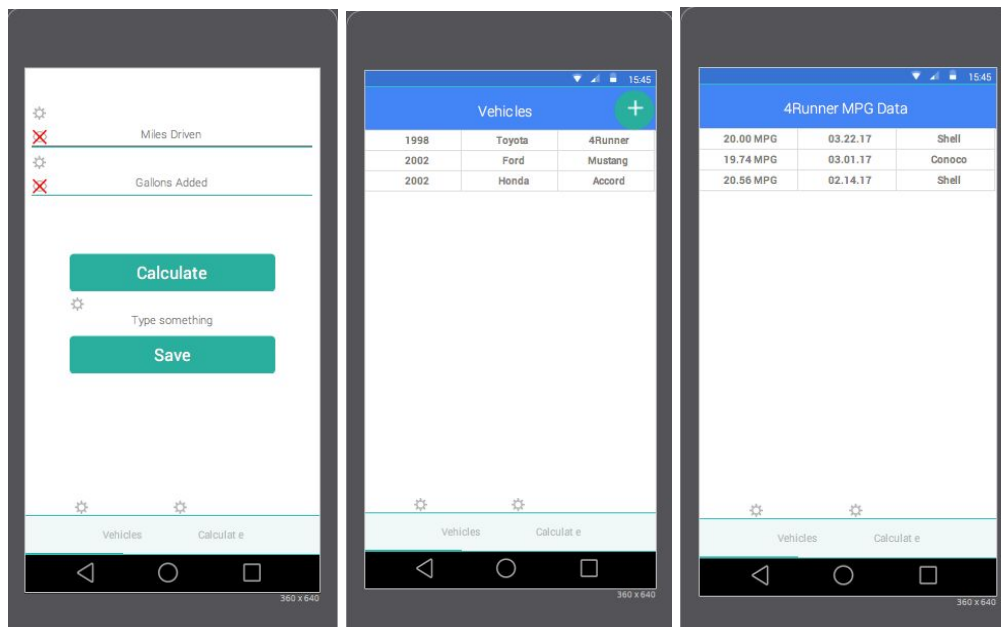 Miles Driven
Gallons Added
Calculate
Type something
Save
Vehicles Calculat e
360 x 640
15:45
Vehicles +
1998 Toyota 4Runner
2002 Ford Mustang
2002 Honda Accord
Vehicles Calculat e
360 x 640
15:45
4Runner MPG Data
20.00 MPG 03.22.17 Shell
19.74 MPG 03.01.17 Conoco
20.56 MPG 02.14.17 Shell
Vehicles Calculat e
360 x 640